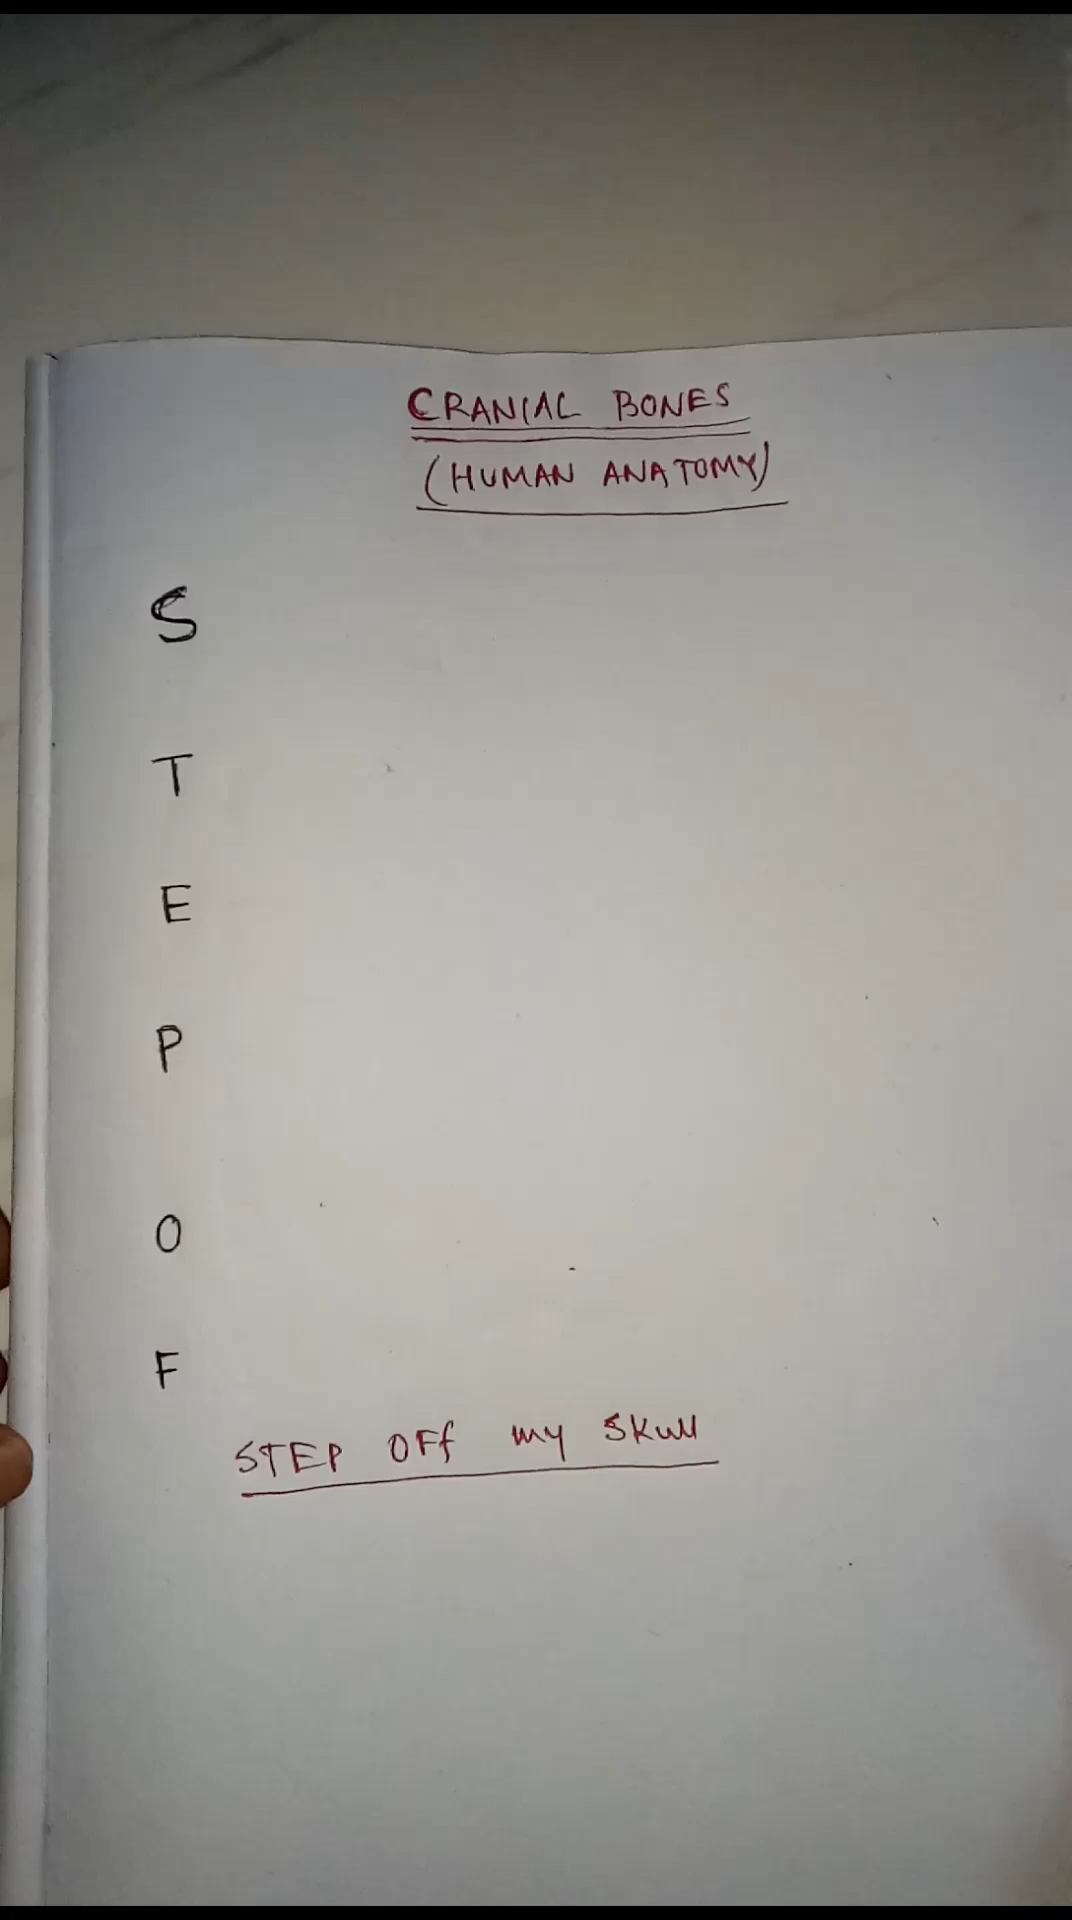 CRANIAL BONES
(HUMAN ANATOMY)
S
T
E
P
O
F
STEP OFf my SKull